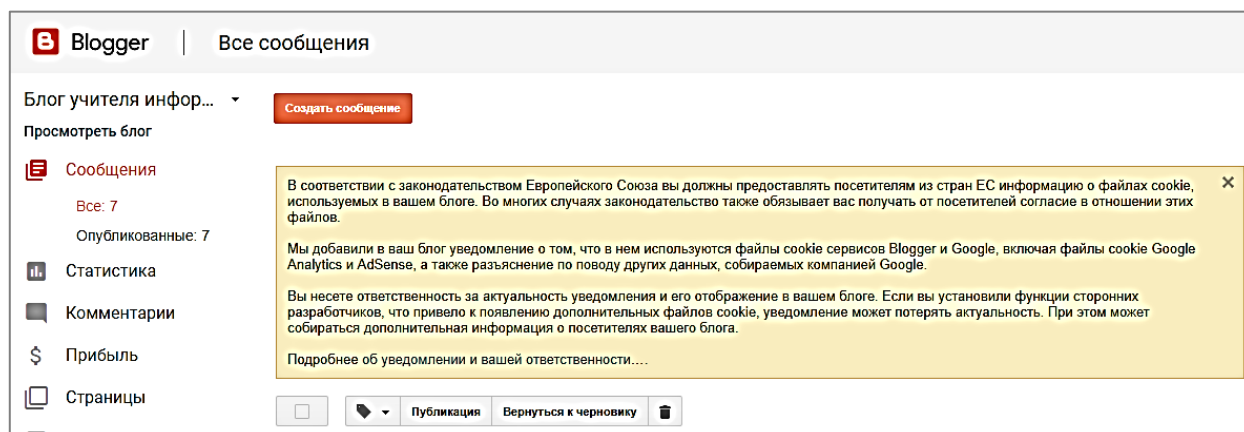 Blogger | Все сообщения
Блог учителя инфор...
Просмотреть блог
Создать сообщение
Сообщения
Все: 7
Опубликованные: 7
Статистика
Комментарии
Прибыль
Страницы
В соответствии с законодательством Европейского Союза вы должны предоставлять посетителям из стран ЕС информацию о файлах cookie,
используемых в вашем блоге. Во многих случаях законодательство также обязывает вас получать от посетителей согласие в отношении этих
файлов.
Мы добавили в ваш блог уведомление о том, что в нем используются файлы cookie сервисов Blogger и Google, включая файлы cookie Google
Analytics и AdSense, а также разъяснение по поводу других данных, собираемых компанией Google.
Вы несете ответственность за актуальность уведомления и его отображение в вашем блоге. Если вы установили функции сторонних
разработчиков, что привело к появлению дополнительных файлов cookie, уведомление может потерять актуальность. При этом может
собираться дополнительная информация о посетителях вашего блога.
Подробнее об уведомлении и вашей ответственности....
Публикация
Вернуться к черновику